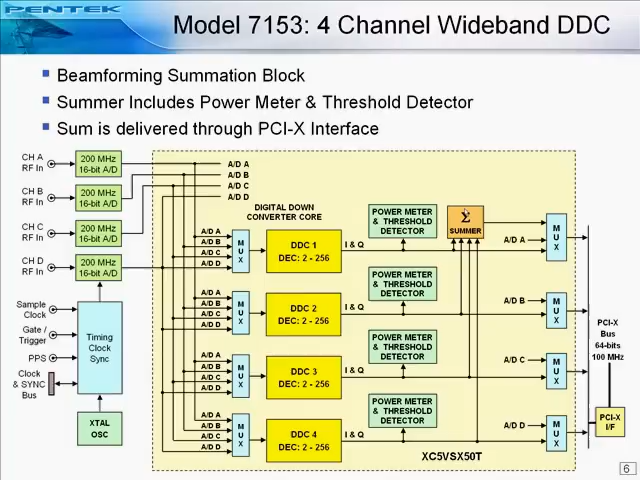 PENTEK
Model 7153: 4 Channel Wideband DDC
Beamforming Summation Block
Summer Includes Power Meter & Threshold Detector
Sum is delivered through PCI-X Interface
CH A
RF In
200 MHz
16-bit A/D
CH B
RF In
200 MHz
16-bit A/D
CH C
RF In
200 MHz
16-bit A/D
CH D
RF In
200 MHz
16-bit A/D
Sample
Clock
Gate /
Trigger
PPS
Clock
& SYNC
Bus
Timing
Clock
Sync
XTAL
OSC
A/D A
A/D B
A/D C
A/D D
DIGITAL DOWN
CONVERTER CORE
A/D A
A/D B
A/D C
A/D D
MUX
DDC 1
DEC: 2 - 256
I & Q
POWER METER
& THRESHOLD
DETECTOR
Σ
SUMMER
A/D A
MUX
A/D A
A/D B
A/D C
A/D D
MUX
DDC 2
DEC: 2 - 256
I & Q
POWER METER
& THRESHOLD
DETECTOR
A/D B
MUX
A/D A
A/D B
A/D C
A/D D
MUX
DDC 3
DEC: 2 - 256
I & Q
POWER METER
& THRESHOLD
DETECTOR
A/D C
MUX
A/D A
A/D B
A/D C
A/D D
MUX
DDC 4
DEC: 2 - 256
I & Q
POWER METER
& THRESHOLD
DETECTOR
A/D D
MUX
XC5VSX50T
PCI-X
Bus
64-bits
100 MHz
PCI-X
I/F
6